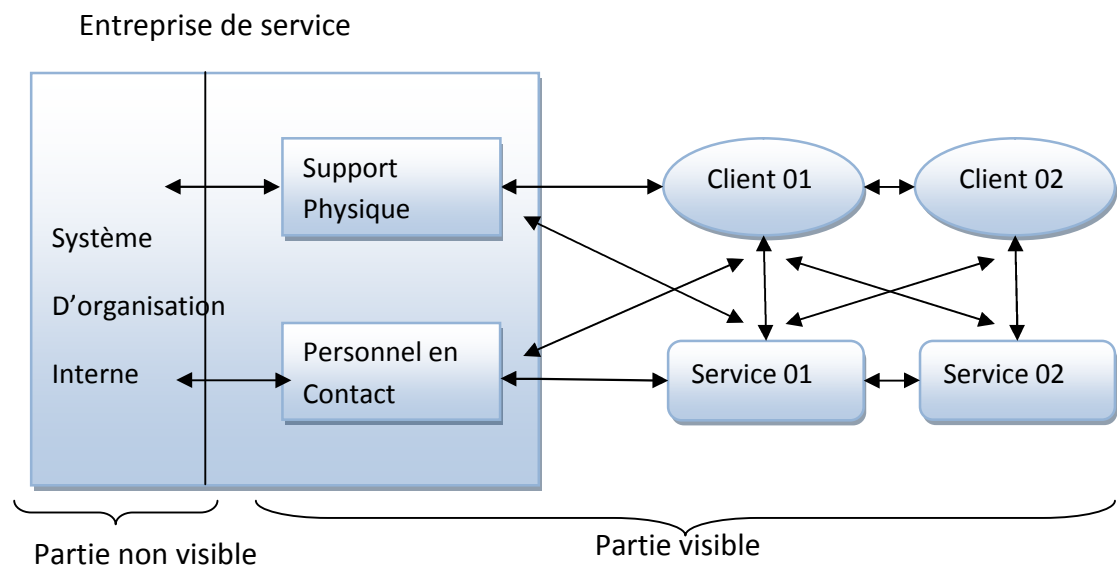 Entreprise de service
Système
D'organisation
Interne
Support
Physique
Personnel en
Contact
Client 01
Client 02
Service 01
Service 02
Partie non visible
Partie visible